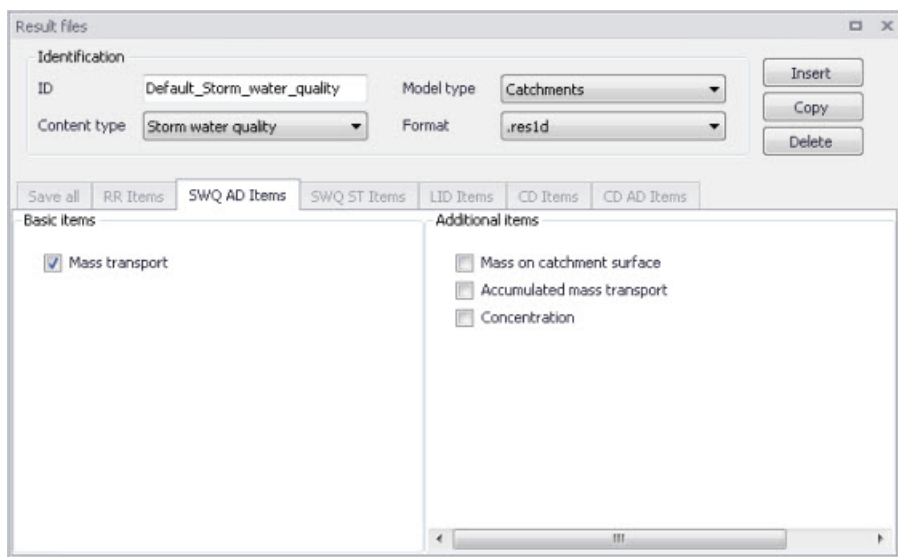 Result files
Identification
ID Default_Storm_water_quality Model type Catchments Insert
Content type Storm water quality Format .res1d Copy
Delete
Save all RR Items SWQ AD Items SWQ ST Items LID Items CD Items CD AD Items
Basic items Additional items
Mass transport Mass on catchment surface
Accumulated mass transport
Concentration